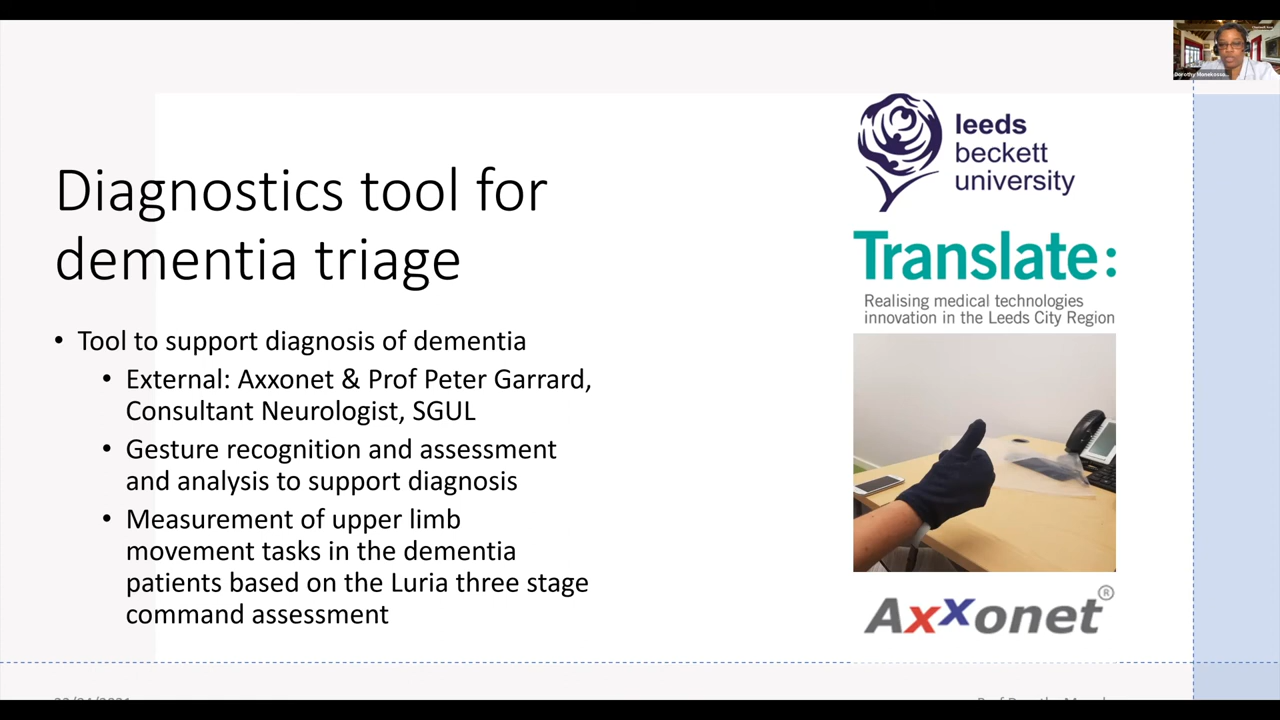 Diagnostics tool for
dementia triage
• Tool to support diagnosis of dementia
• External: Axxonet & Prof Peter Garrard,
Consultant Neurologist, SGUL
• Gesture recognition and assessment
and analysis to support diagnosis
• Measurement of upper limb
movement tasks in the dementia
patients based on the Luria three stage
command assessment
leeds
beckett
university
Translate:
Realising medical technologies
innovation in the Leeds City Region
Axxonet®